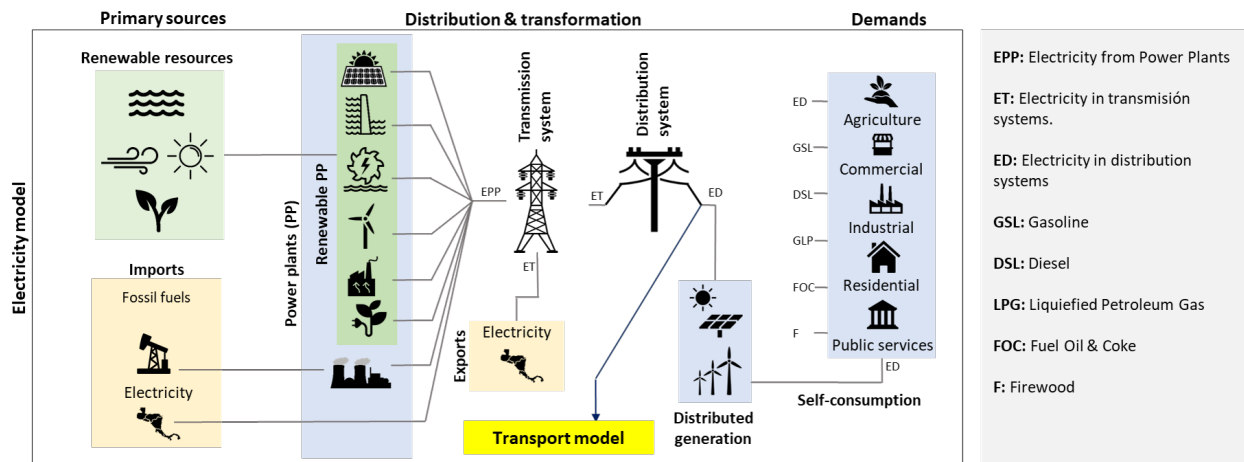 Primary sources
Distribution & transformation
Demands
Electricity model
Renewable resources
Imports
Fossil fuels
Electricity
Power plants (PP)
Renewable PP
EPP
Transmission
system
ET
Exports
Electricity
ET
Distribution
system
ED
Transport model
Distributed
generation
ED
GSL
DSL
GLP
FOC
F
Agriculture
Commercial
Industrial
Residential
Public services
ED
Self-consumption
EPP: Electricity from Power Plants
ET: Electricity in transmisión
systems.
ED: Electricity in distribution
systems
GSL: Gasoline
DSL: Diesel
LPG: Liquiefied Petroleum Gas
FOC: Fuel Oil & Coke
F: Firewood